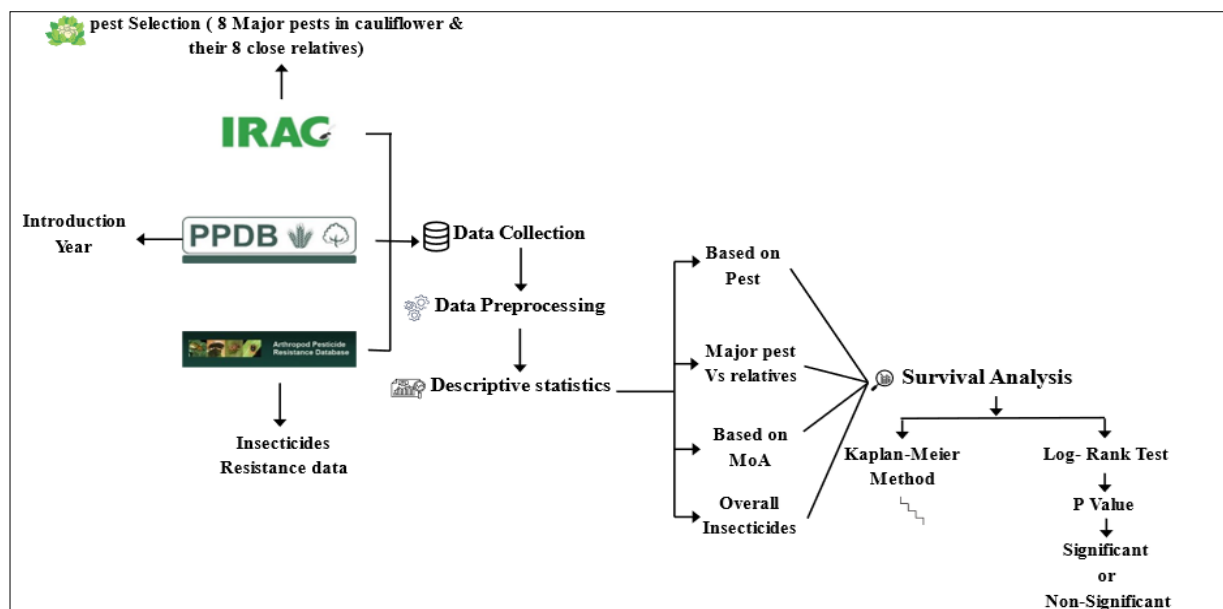 pest Selection ( 8 Major pests in cauliflower &
their 8 close relatives)
IRAC
Introduction
Year
PPDB
Data Collection
Data Preprocessing
Arthropod Pesticide
Resistance Database
Descriptive statistics
Insecticides
Resistance data
Based on
Pest
Major pest
Vs relatives
Based on
MoA
Overall
Insecticides
Survival Analysis
Kaplan-Meier
Method
Log- Rank Test
P Value
Significant
or
Non-Significant